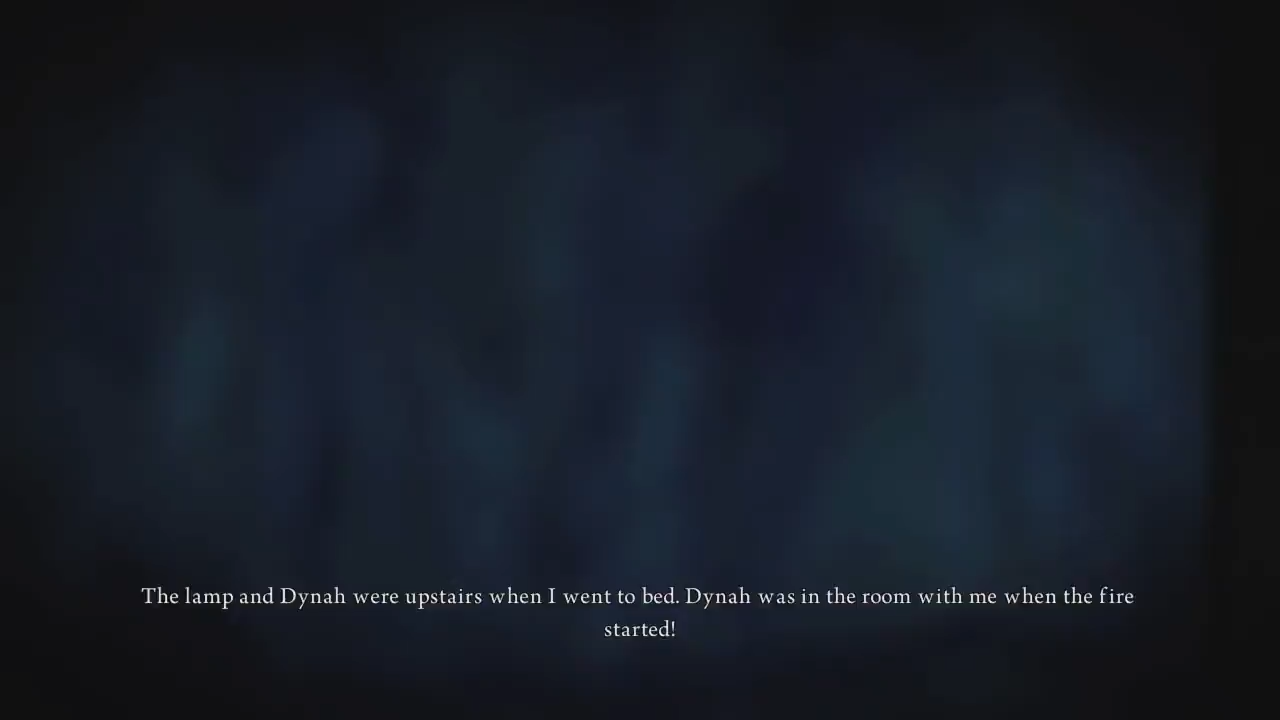 The lamp and Dynah were upstairs when I went to bed. Dynah was in the room with me when the fire
started!